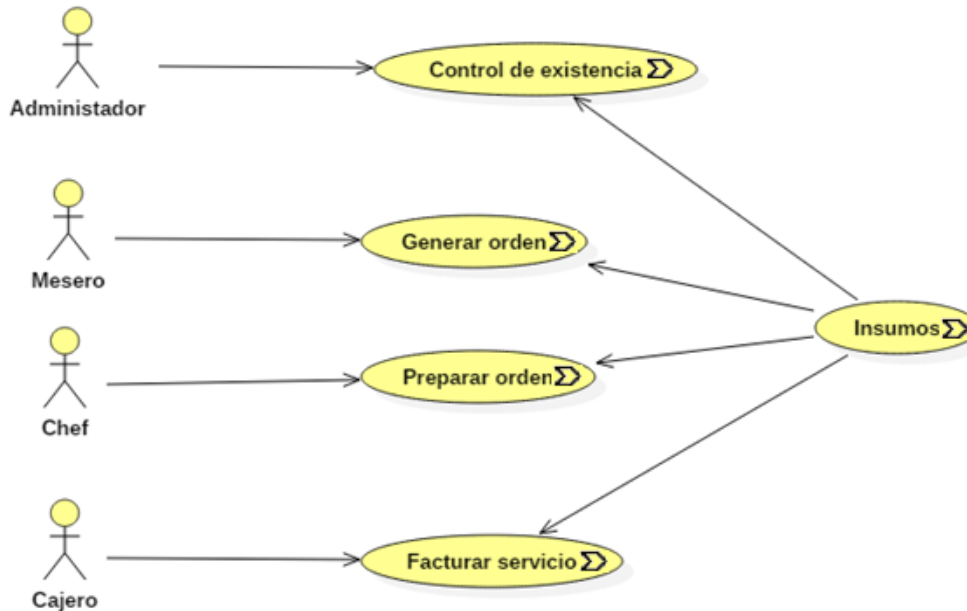 Administador
Control de existencia
Mesero
Generar orden
Insumos
Chef
Preparar orden
Cajero
Facturar servicio